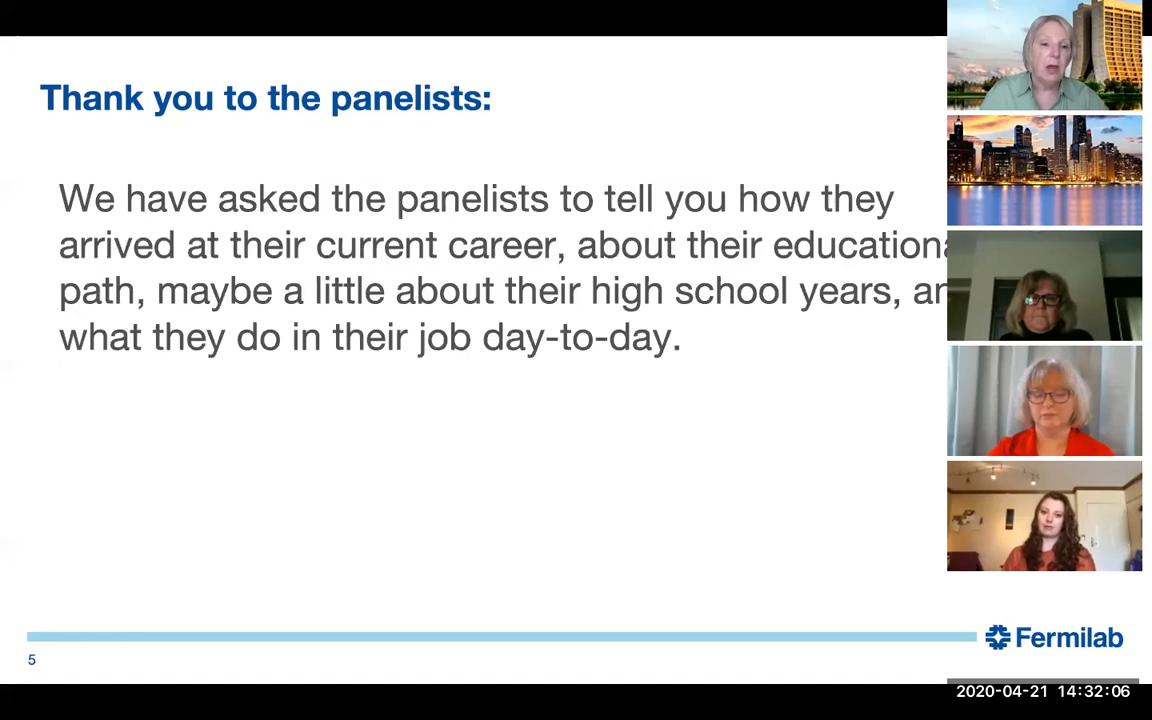 Thank you to the panelists:
We have asked the panelists to tell you how they
arrived at their current career, about their educationa
path, maybe a little about their high school years, an
what they do in their job day-to-day.
Fermilab
5
2020-04-21 14:32:06